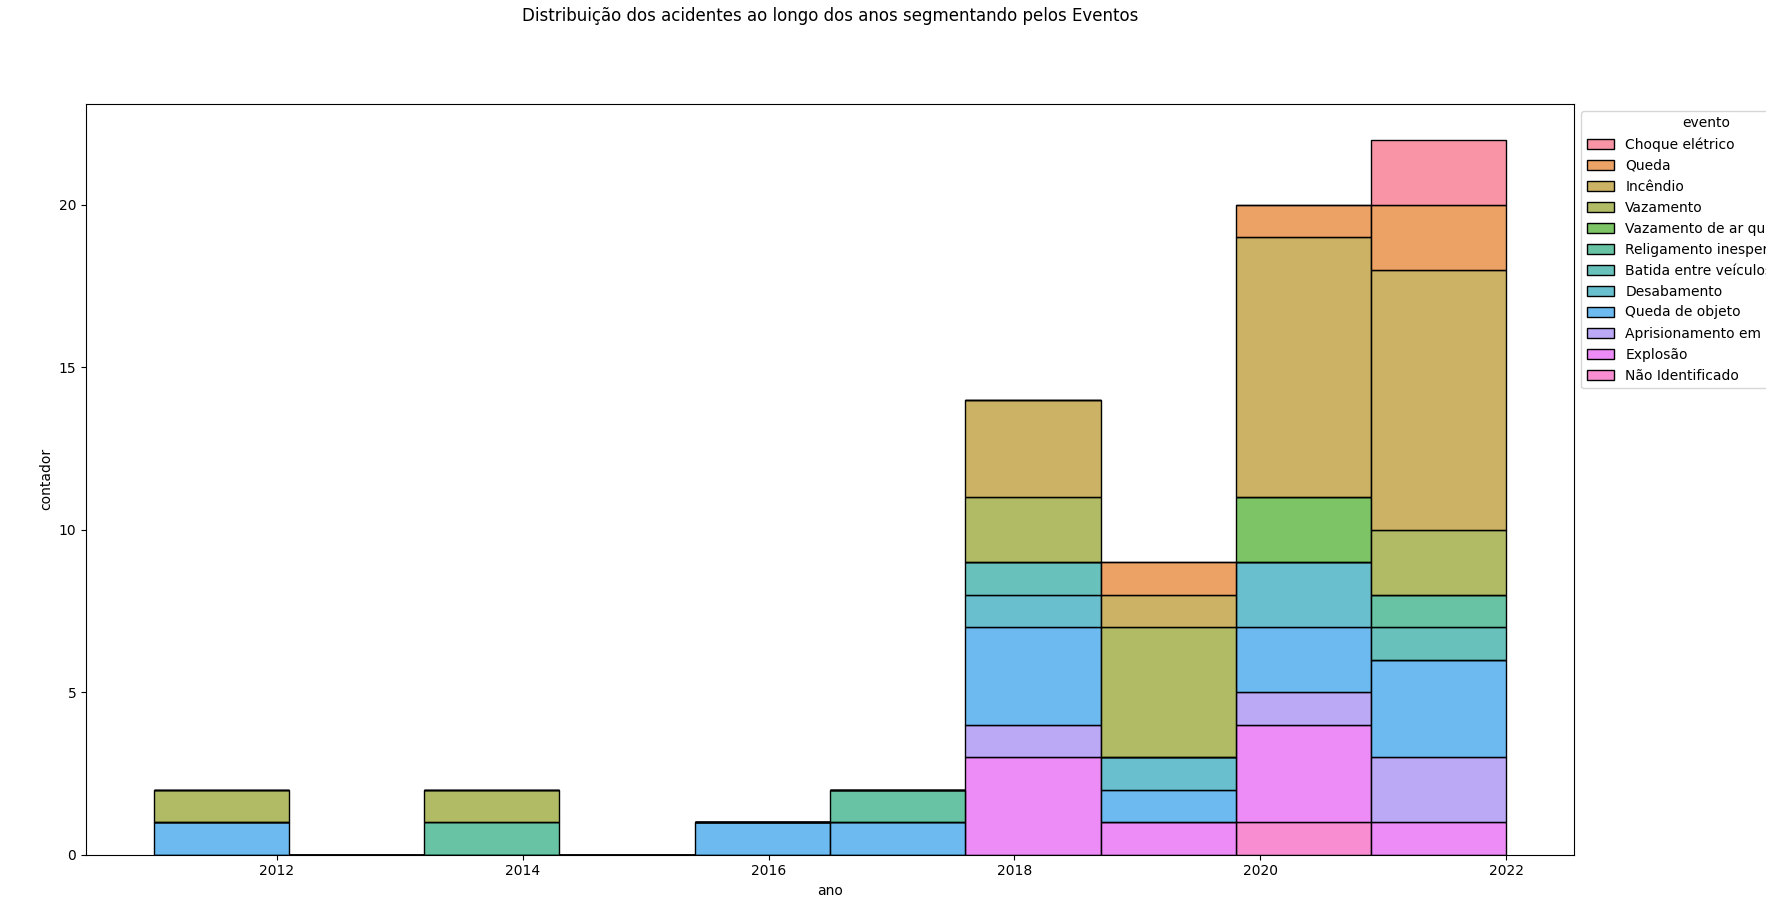 Distribuição dos acidentes ao longo dos anos segmentando pelos Eventos
evento
Choque elétrico
Queda
Incêndio
Vazamento
Vazamento de ar qu
Religamento inesper
Batida entre veículos
Desabamento
Queda de objeto
Aprisionamento em
Explosão
Não Identificado
contador
20
15
10
5
0
2012
2014
2016
2018
2020
2022
ano